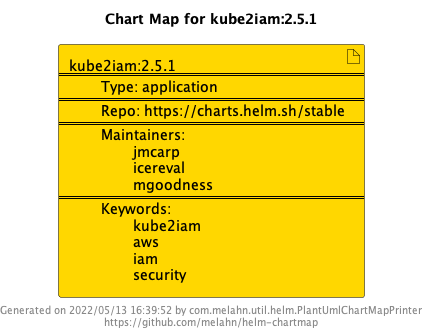 Chart Map for kube2iam:2.5.1
kube2iam:2.5.1
Type: application
Repo: https://charts.helm.sh/stable
Maintainers:
jmcarp
icereval
mgoodness
Keywords:
kube2iam
aws
iam
security
Generated on 2022/05/13 16:39:52 by com.melahn.util.helm.PlantUmlChartMapPrinter
https://github.com/melahn/helm-chartmap